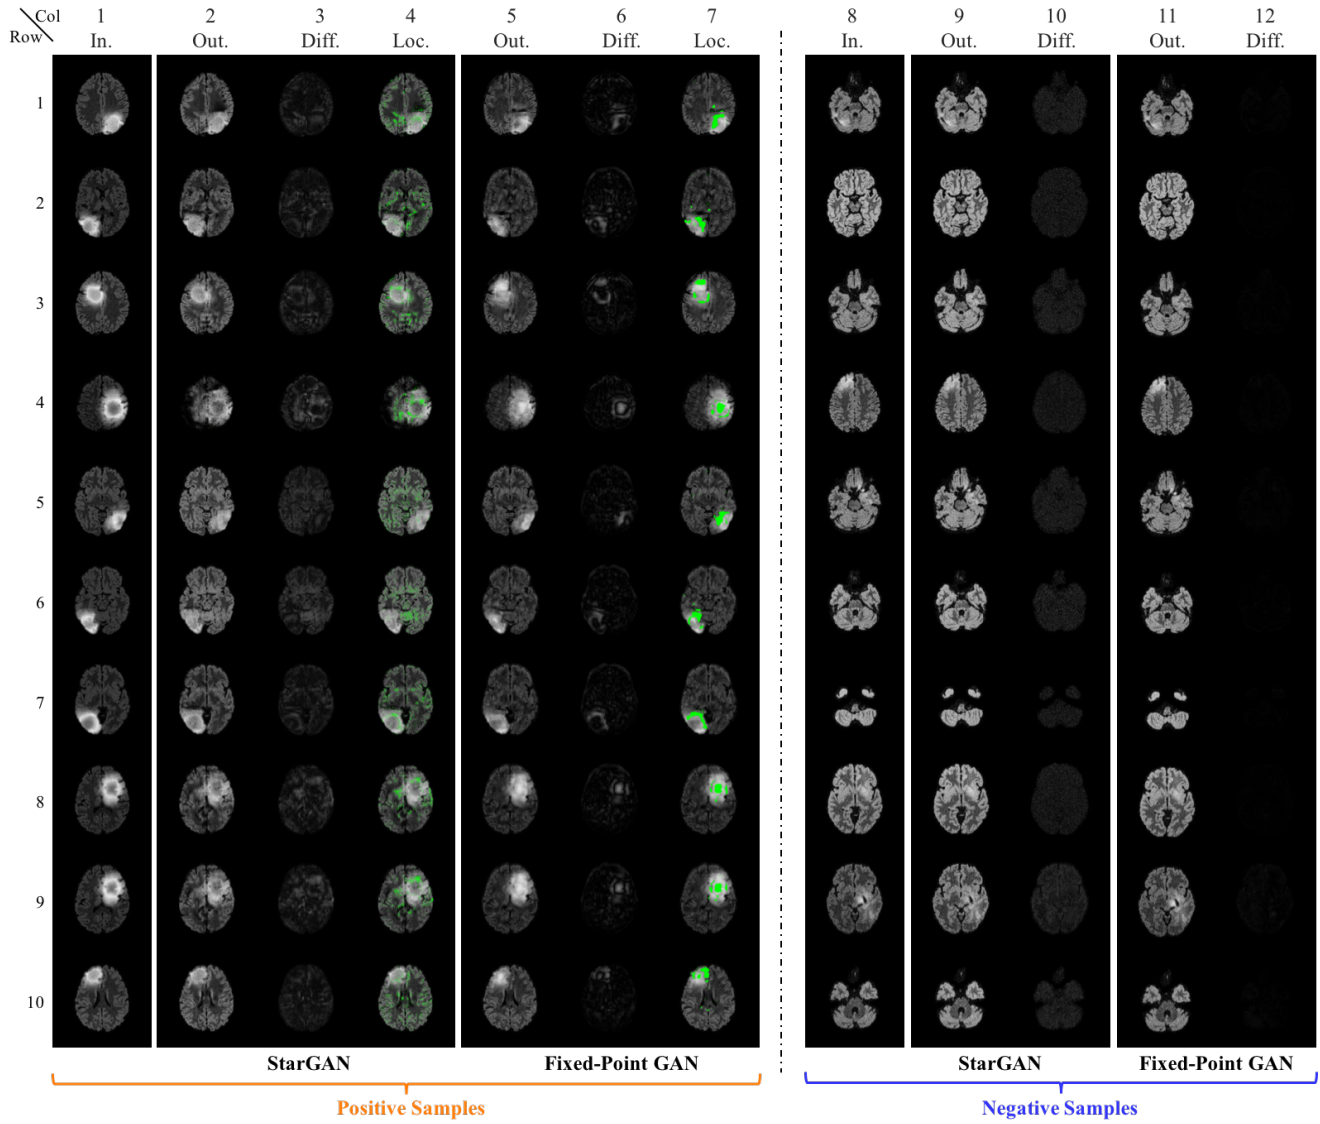 Col 1 2 3 4 5 6 7 8 9 10 11 12
Row In. Out. Diff. Loc. Out. Diff. Loc. In. Out. Diff. Out. Diff.
1
2
3
4
5
6
7
8
9
10
StarGAN Fixed-Point GAN StarGAN Fixed-Point GAN
Positive Samples Negative Samples